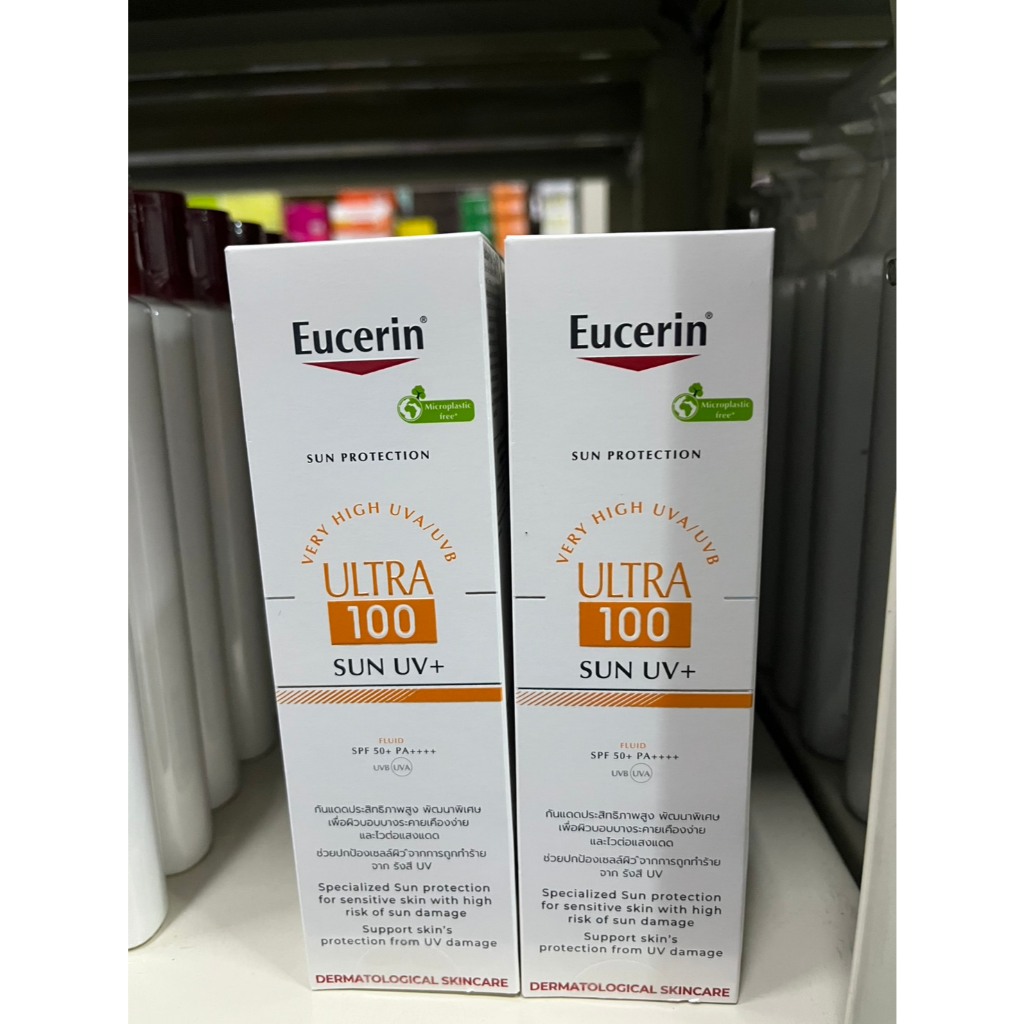 Eucerin®
Microplastic
free*
SUN PROTECTION
VERY HIGH UVA/UVB
ULTRA
100
SUN UV+
FLUID
SPF 50+ PA++++
UVB UVA
กันแดดประสิทธิภาพสูง พัฒนาพิเศษ
เพื่อผิวบอบบางระคายเคืองง่าย
และไวต่อแสงแดด
ช่วยปกป้องเซลล์ผิว*จากการถูกทำร้าย
จาก รังสี UV
Specialized Sun protection
for sensitive skin with high
risk of sun damage
Support skin's
protection from UV damage
DERMATOLOGICAL SKINCARE
Eucerin®
Microplastic
free*
SUN PROTECTION
VERY HIGH UVA/UVB
ULTRA
100
SUN UV+
FLUID
SPF 50+ PA++++
UVB UVA
กันแดดประสิทธิภาพสูง พัฒนาพิเศษ
เพื่อผิวบอบบางระคายเคืองง่าย
และไวต่อแสงแดด
ช่วยปกป้องเซลล์ผิว*จากการถูกทำร้าย
จาก รังสี UV
Specialized Sun protection
for sensitive skin with high
risk of sun damage
Support skin's
protection from UV damage
DERMATOLOGICAL SKINCARE